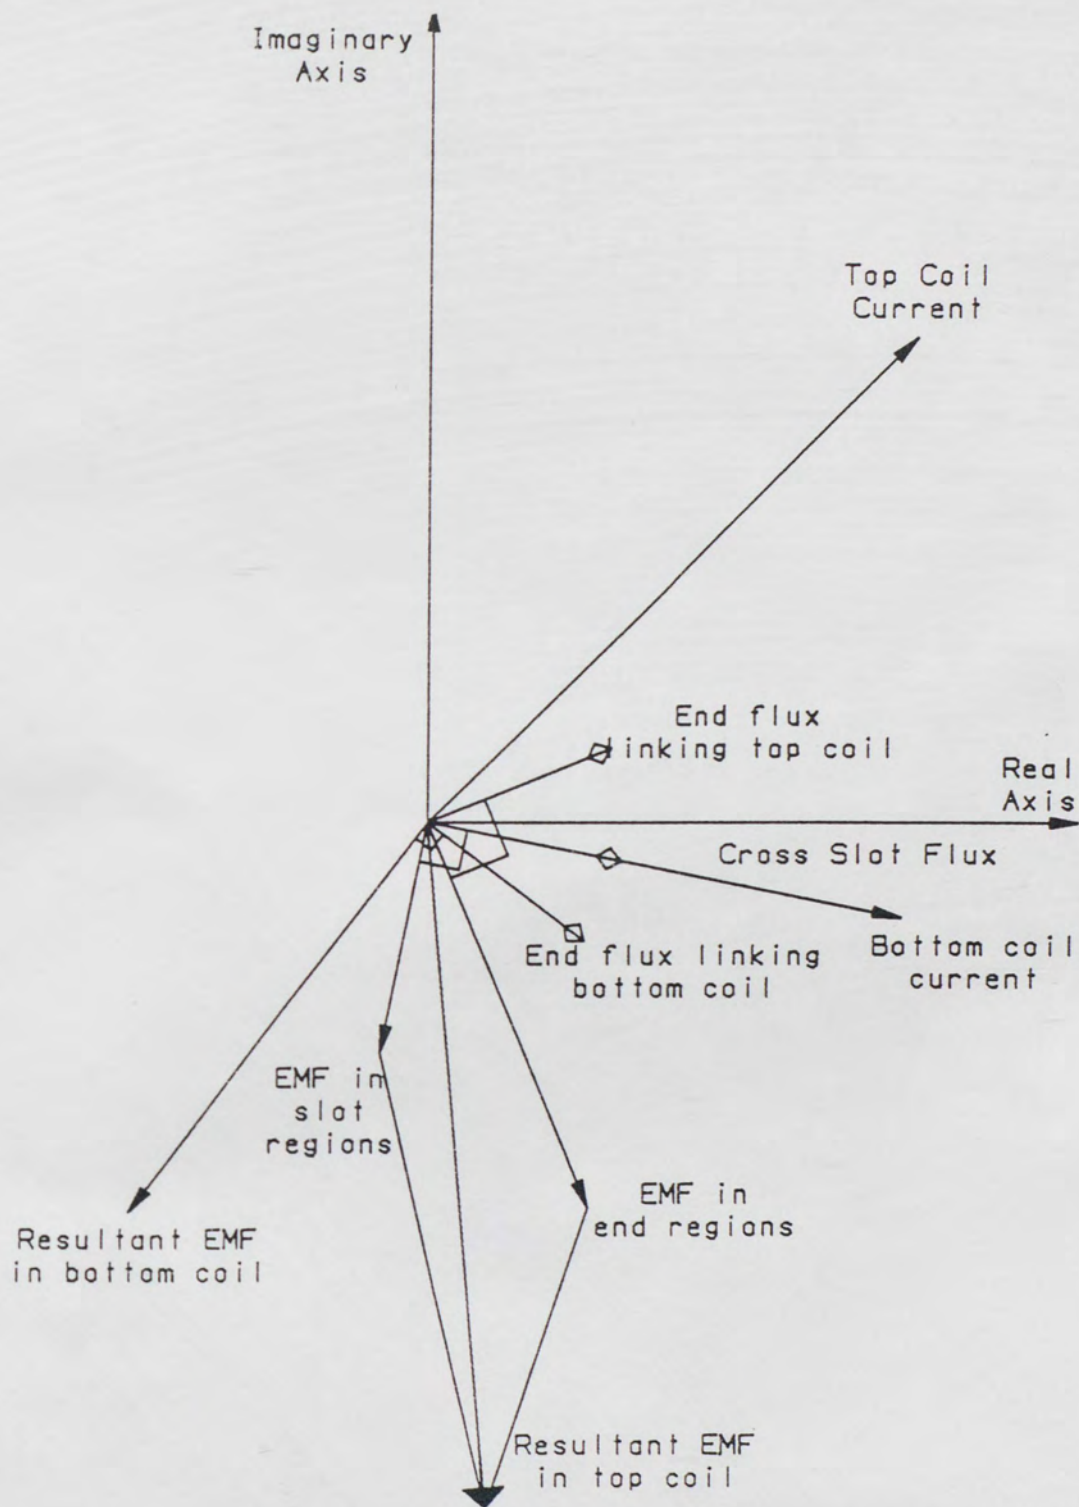 Imaginary
Axis
Top Coil
Current
End flux
linking top coil
Real
Axis
Cross Slot Flux
End flux linking
bottom coil
Bottom coil
current
EMF in
slot
regions
EMF in
end regions
Resultant EMF
in bottom coil
Resultant EMF
in top coil